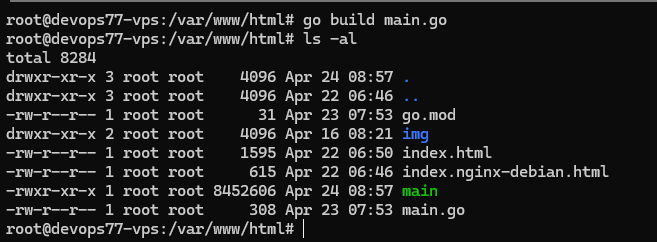 root@devops77-vps:/var/www/html# go build main.go
root@devops77-vps:/var/www/html# ls -al
total 8284
drwxr-xr-x 3 root root    4096 Apr 24 08:57 .
drwxr-xr-x 3 root root    4096 Apr 22 06:46 ..
-rw-r--r-- 1 root root      31 Apr 23 07:53 go.mod
drwxr-xr-x 2 root root    4096 Apr 16 08:21 img
-rw-r--r-- 1 root root    1595 Apr 22 06:50 index.html
-rw-r--r-- 1 root root     615 Apr 22 06:46 index.nginx-debian.html
-rwxr-xr-x 1 root root 8452606 Apr 24 08:57 main
-rw-r--r-- 1 root root     308 Apr 23 07:53 main.go
root@devops77-vps:/var/www/html#